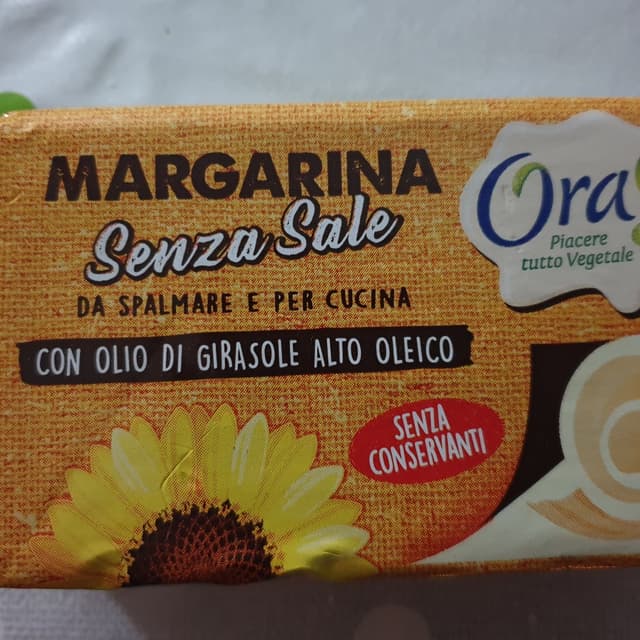 MARGARINA
Senza Sale
DA SPALMARE E PER CUCINA
CON OLIO DI GIRASOLE ALTO OLEICO
SENZA
CONSERVANTI
Ora
Piacere
tutto Vegetale